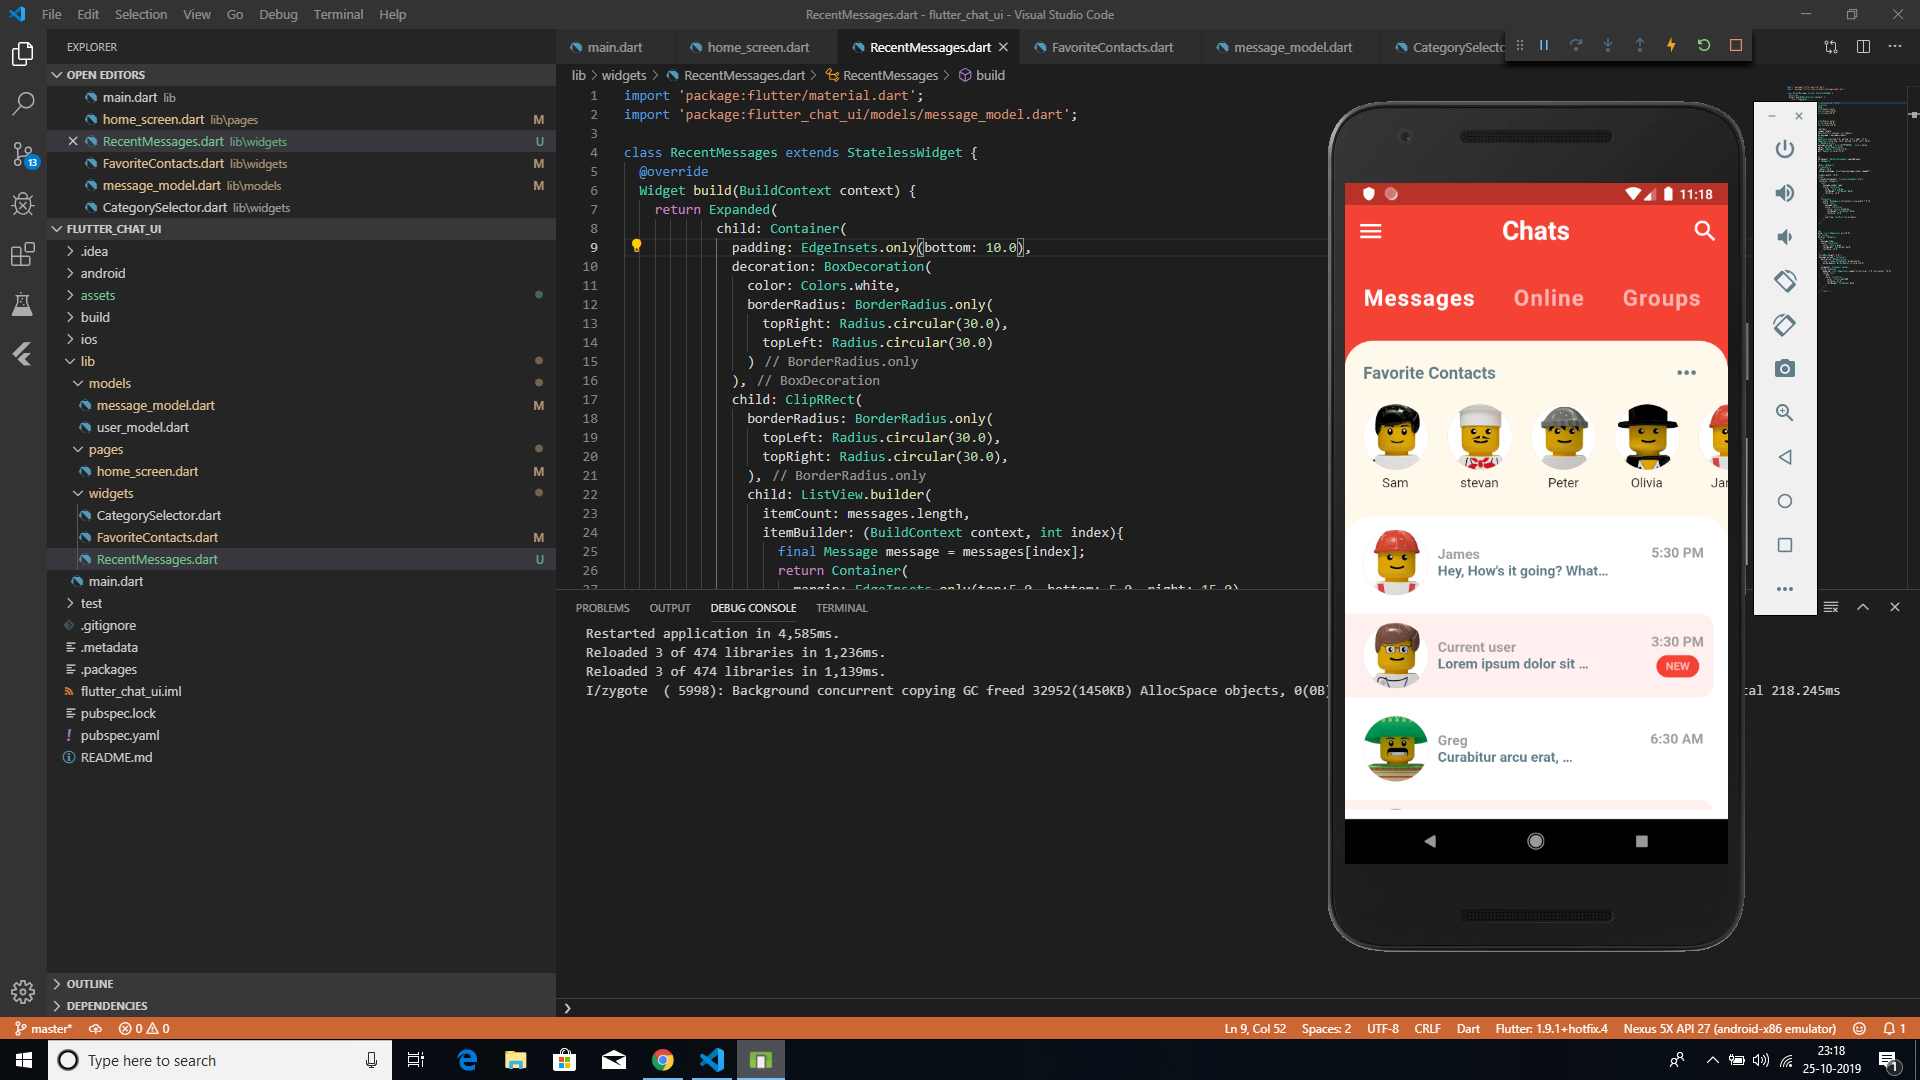 File Edit Selection View Go Debug Terminal Help
RecentMessages.dart - flutter_chat_ui - Visual Studio Code
EXPLORER
OPEN EDITORS
main.dart lib
home_screen.dart lib\pages M
RecentMessages.dart lib\widgets U
FavoriteContacts.dart lib\widgets M
message_model.dart lib\models M
CategorySelector.dart lib\widgets
13
FLUTTER_CHAT_UI
.idea
android
assets
build
ios
lib
models
message_model.dart M
user_model.dart
pages
home_screen.dart M
widgets
CategorySelector.dart
FavoriteContacts.dart M
RecentMessages.dart U
main.dart
test
.gitignore
.metadata
.packages
flutter_chat_ui.iml
pubspec.lock
pubspec.yaml
README.md
OUTLINE
DEPENDENCIES
main.dart home_screen.dart RecentMessages.dart FavoriteContacts.dart message_model.dart CategorySelecto
lib > widgets > RecentMessages.dart > RecentMessages > build
1 import 'package:flutter/material.dart';
2 import 'package:flutter_chat_ui/models/message_model.dart';
3
4 class RecentMessages extends StatelessWidget {
5 @override
6 Widget build(BuildContext context) {
7 return Expanded(
8 child: Container(
9 padding: EdgeInsets.only(bottom: 10.0),
10 decoration: BoxDecoration(
11 color: Colors.white,
12 borderRadius: BorderRadius.only(
13 topRight: Radius.circular(30.0),
14 topLeft: Radius.circular(30.0)
15 ) // BorderRadius.only
16 ), // BoxDecoration
17 child: ClipRRect(
18 borderRadius: BorderRadius.only(
19 topLeft: Radius.circular(30.0),
20 topRight: Radius.circular(30.0),
21 ), // BorderRadius.only
22 child: ListView.builder(
23 itemCount: messages.length,
24 itemBuilder: (BuildContext context, int index){
25 final Message message = messages[index];
26 return Container(
27 margin: EdgeInsets.only(top:5.0, bottom: 5.0, right: 15.0)
PROBLEMS OUTPUT DEBUG CONSOLE TERMINAL
Restarted application in 4,585ms.
Reloaded 3 of 474 libraries in 1,236ms.
Reloaded 3 of 474 libraries in 1,139ms.
I/zygote ( 5998): Background concurrent copying GC freed 32952(1450KB) AllocSpace objects, 0(0B)
tal 218.245ms
11:18
Chats
Messages Online Groups
Favorite Contacts
Sam stevan Peter Olivia Jar
James 5:30 PM
Hey, How's it going? What...
Current user 3:30 PM
Lorem ipsum dolor sit ... NEW
Greg 6:30 AM
Curabitur arcu erat, ...
master* 0 0
Ln 9, Col 52 Spaces: 2 UTF-8 CRLF Dart Flutter: 1.9.1+hotfix.4 Nexus 5X API 27 (android-x86 emulator) 1
Type here to search
23:18
25-10-2019
1